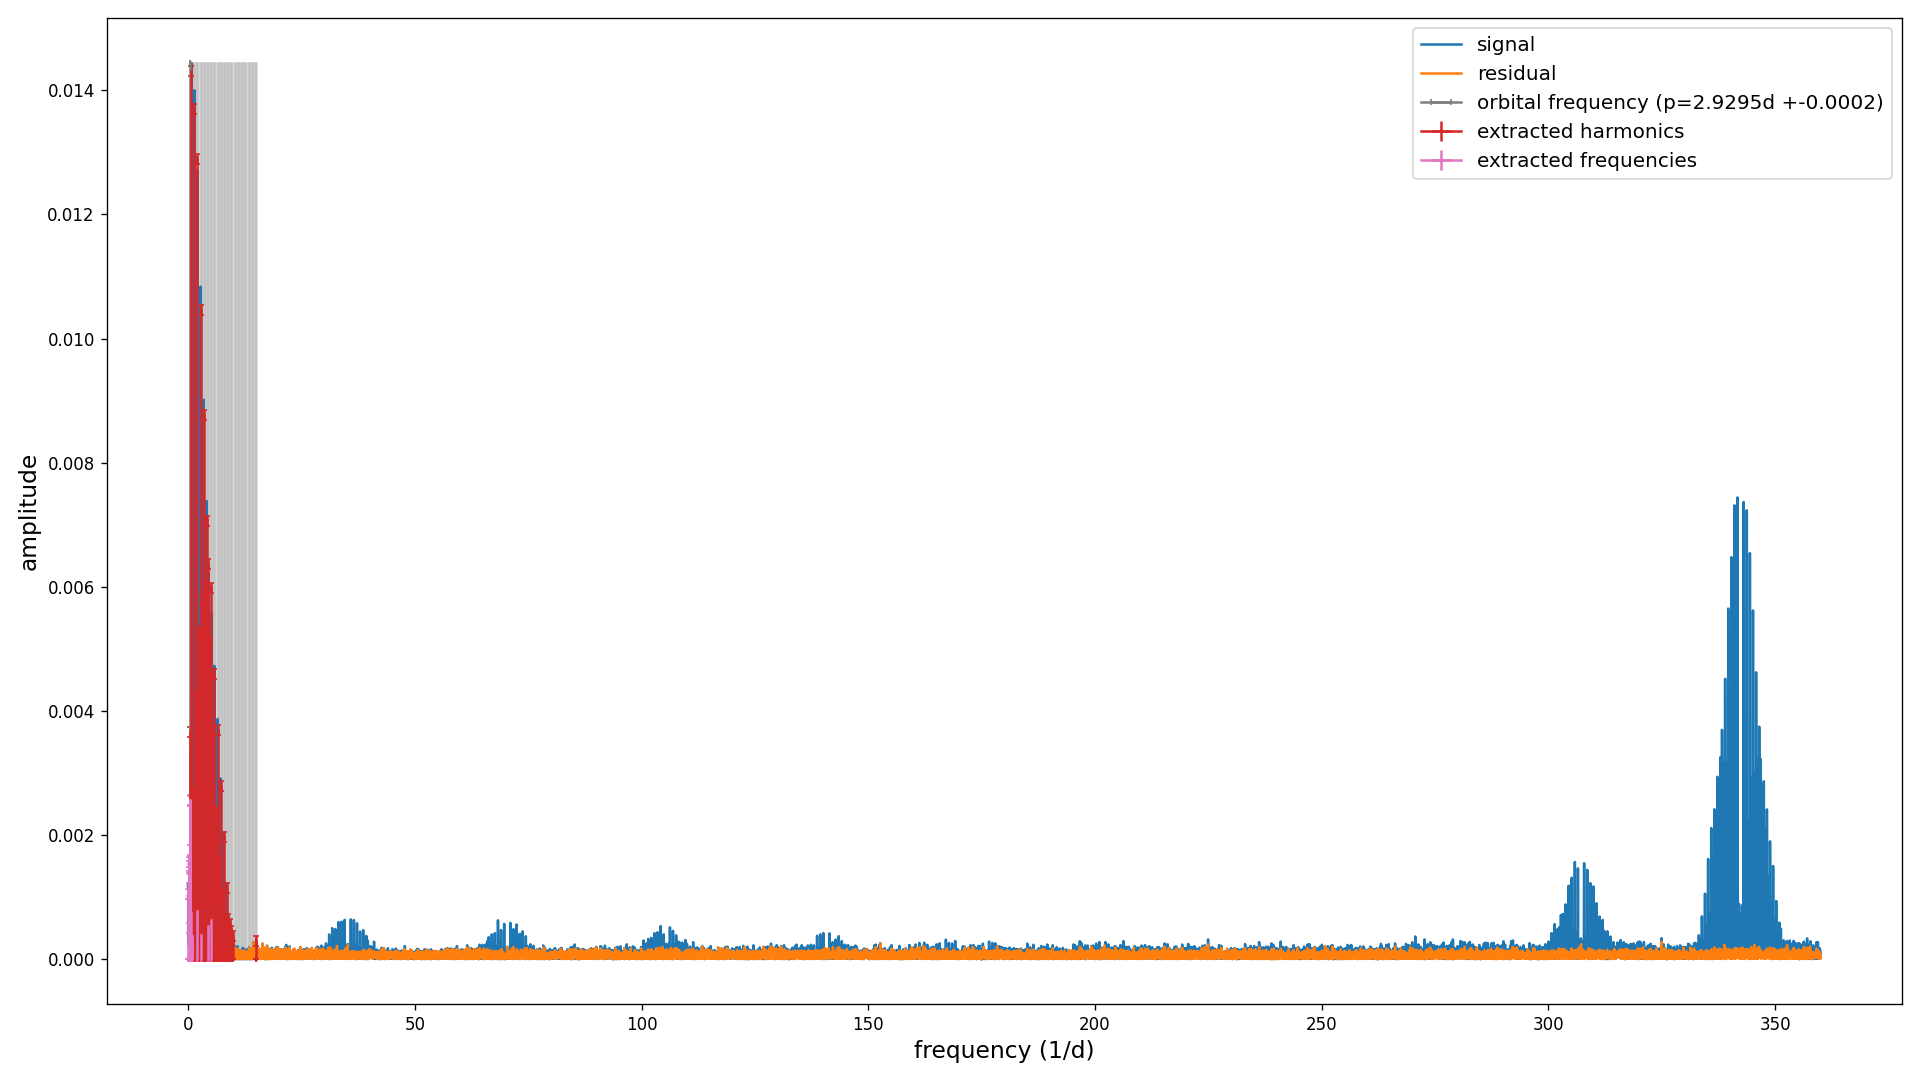 signal
residual
orbital frequency (p=2.9295d +-0.0002)
extracted harmonics
extracted frequencies
amplitude
0.014
0.012
0.010
0.008
0.006
0.004
0.002
0.000
0 50 100 150 200 250 300 350
frequency (1/d)